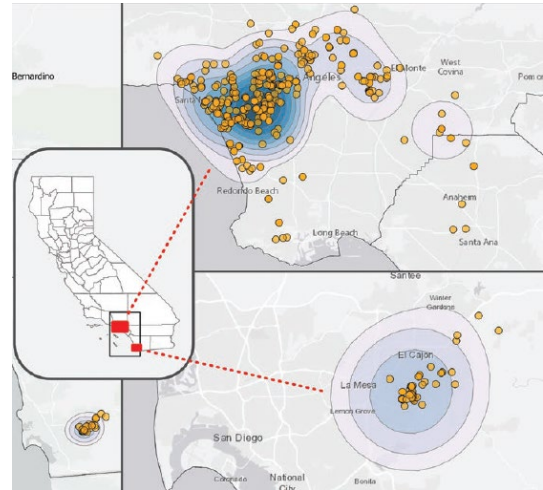 Bernardino
El Monte
West
Covina
Pomo
Angeles
Santa
Redondo Beach
Anaheim
Long Beach
Santa Ana
Santee
Winter
Gardens
El Cajon
La Mesa
Lemon Grove
San Diego
Coronado
National
City
Bonita